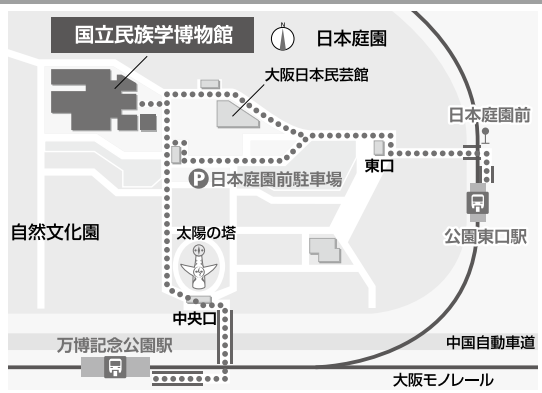 国立民族学博物館
N
日本庭園
大阪日本民芸館
日本庭園前
東口
P 日本庭園前駐車場
自然文化園
太陽の塔
公園東口駅
中央口
万博記念公園駅
中国自動車道
大阪モノレール